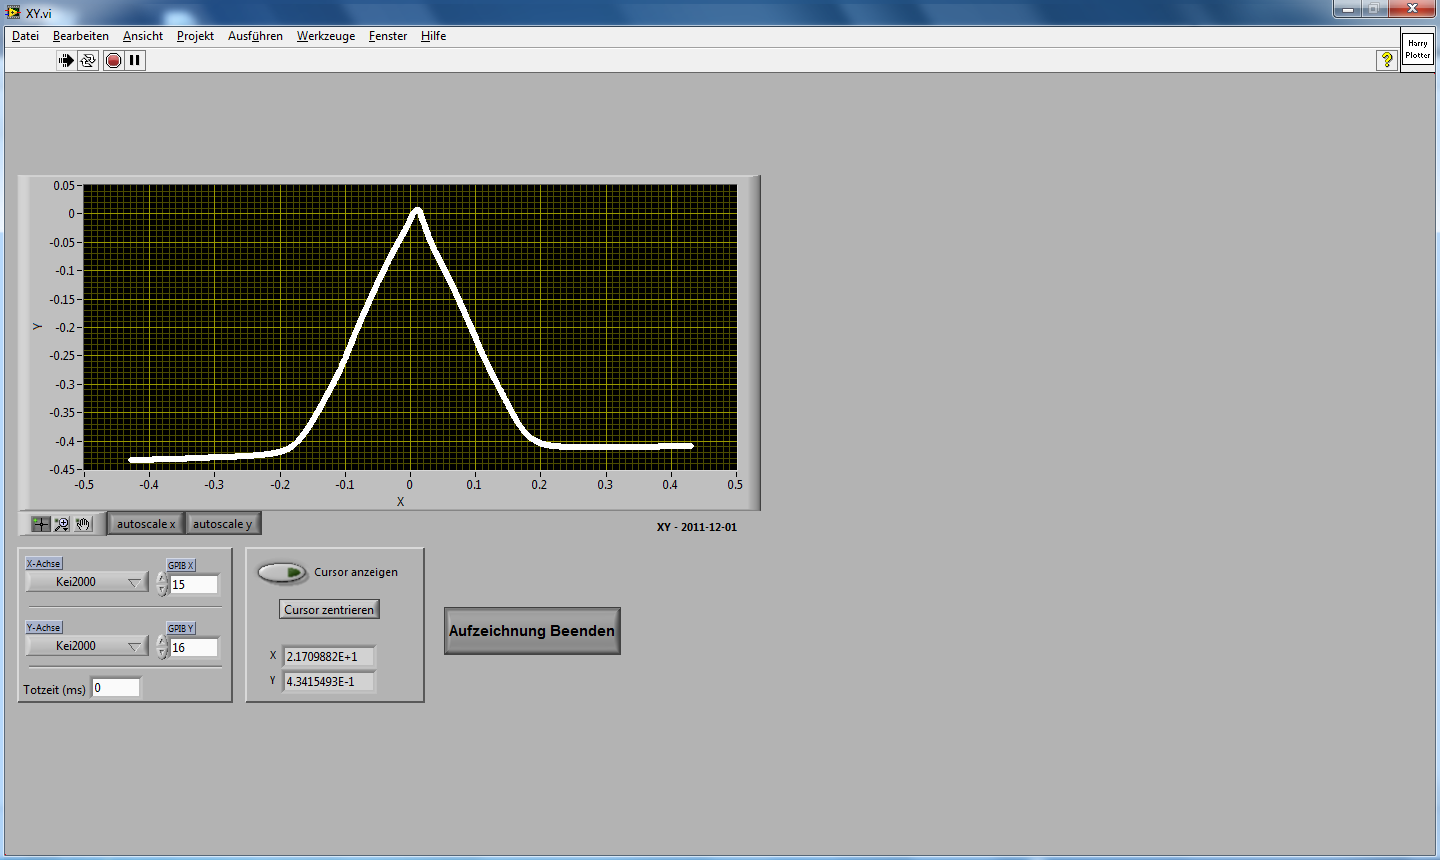 XY.vi
Datei Bearbeiten Ansicht Projekt Ausführen Werkzeuge Fenster Hilfe
?
Harry
Plotter
0.05
0
-0.05
-0.1
-0.15
-0.2
-0.25
-0.3
-0.35
-0.4
-0.45
Y
-0.5 -0.4 -0.3 -0.2 -0.1 0 0.1 0.2 0.3 0.4 0.5
X
autoscale x autoscale y
XY - 2011-12-01
X-Achse GPIB X
Kei2000 15
Y-Achse GPIB Y
Kei2000 16
Totzeit (ms) 0
Cursor anzeigen
Cursor zentrieren
X 2.1709882E+1
Y 4.3415493E-1
Aufzeichnung Beenden